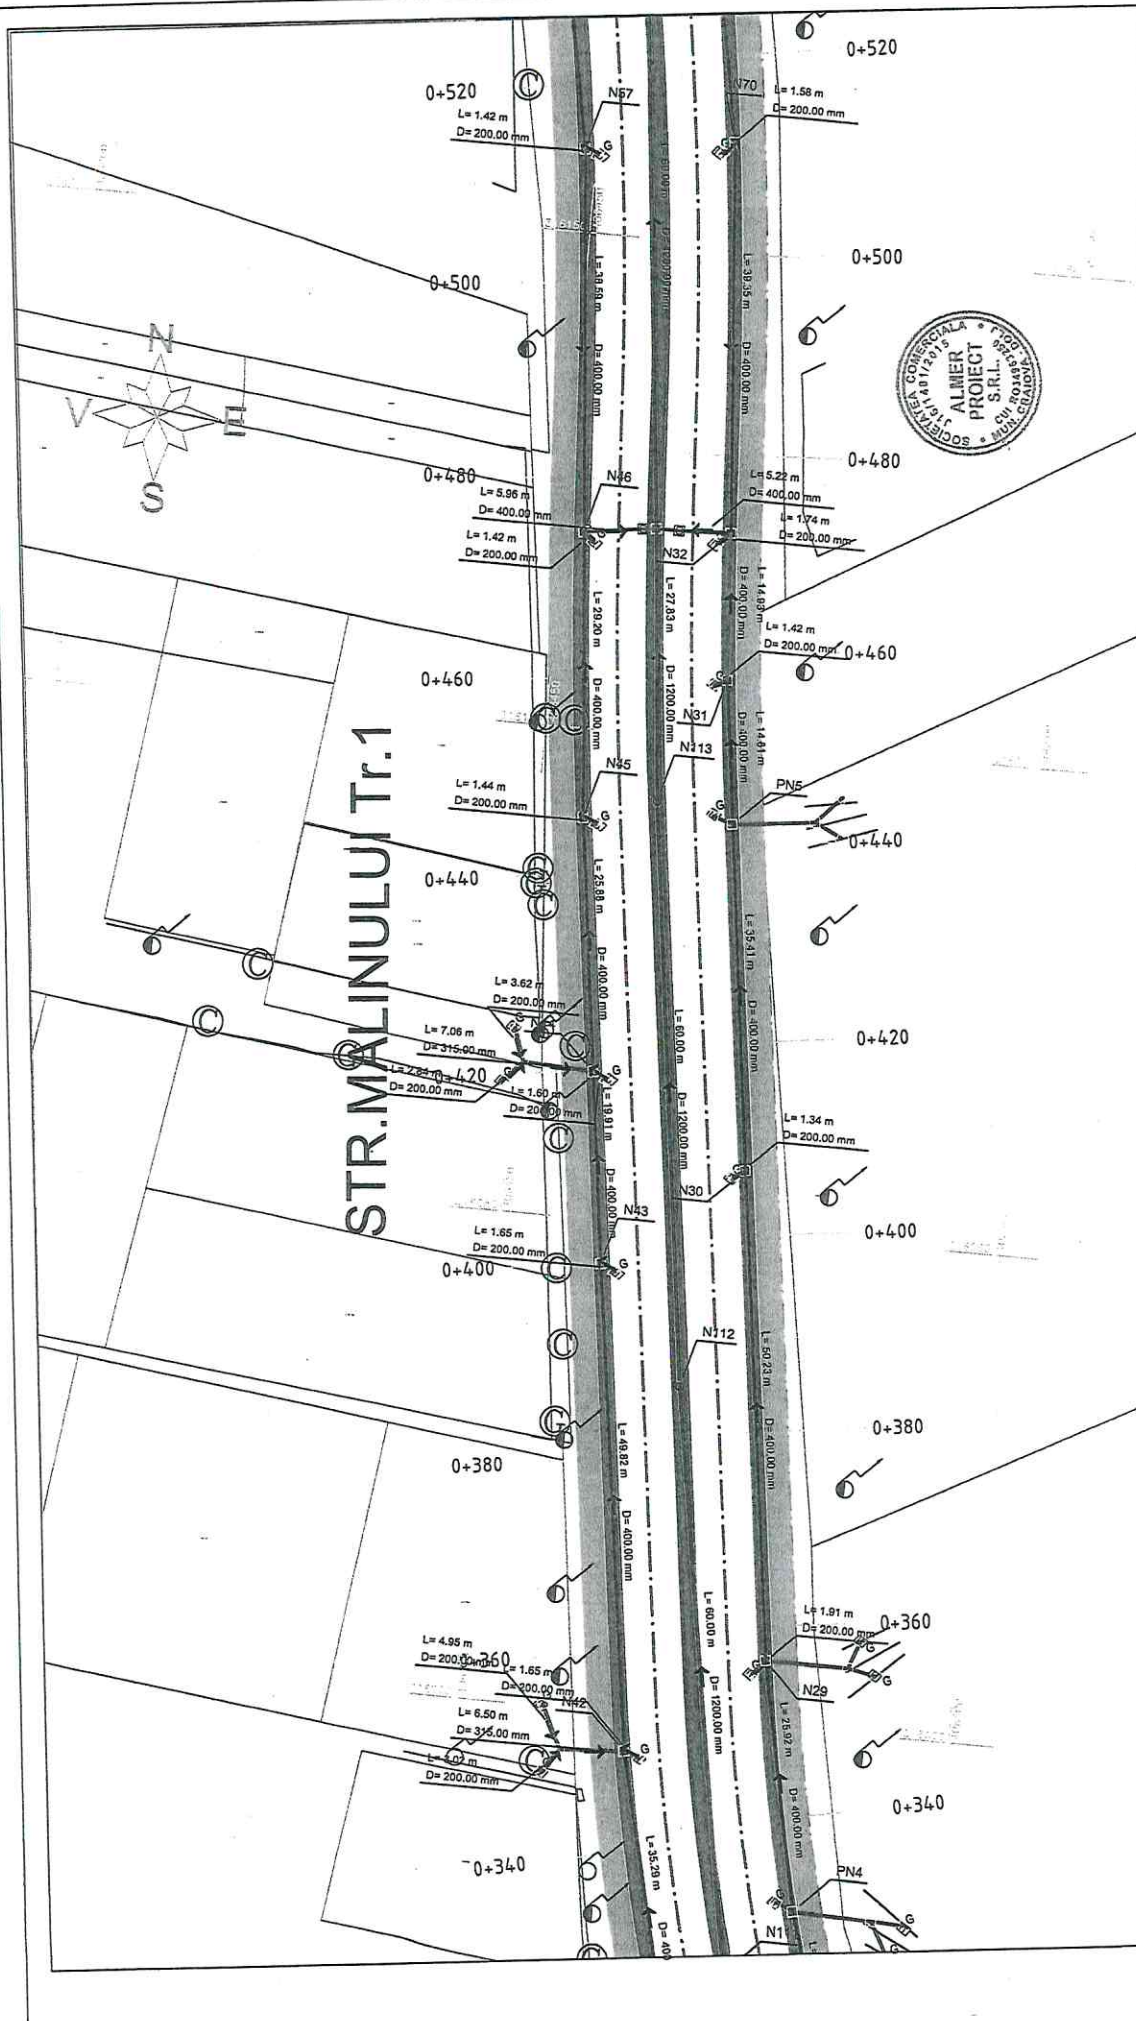 0+520
0+520
N57
N70
L= 1.42 m
D= 200.00 mm
L= 1.58 m
D= 200.00 mm
G
G
0+500
0+500
L= 38.59 m
D= 400.00 mm
L= 39.35 m
D= 400.00 mm
N
V
E
S
SOCIETATEA COMERCIALA
ALMER
PROIECT
S.R.L.
MUN. CRAIOVA
0+480
0+480
L= 5.96 m
D= 400.00 mm
L= 1.42 m
D= 200.00 mm
N46
L= 5.22 m
D= 400.00 mm
L= 1.74 m
D= 200.00 mm
N32
L= 29.20 m
D= 400.00 mm
L= 27.83 m
D= 1200.00 mm
L= 14.93 m
D= 400.00 mm
L= 1.42 m
D= 200.00 mm
0+460
0+460
N31
N113
L= 14.61 m
D= 400.00 mm
STR.MALINULUI Tr.1
N45
L= 1.44 m
D= 200.00 mm
G
PN5
G
0+440
0+440
L= 25.88 m
D= 400.00 mm
L= 35.41 m
D= 400.00 mm
L= 3.62 m
D= 200.00 mm
L= 7.06 m
D= 315.00 mm
0+420
0+420
D= 200.00 mm
L= 1.60 m
D= 200.00 mm
G
L= 19.91 m
D= 400.00 mm
L= 60.00 m
D= 1200.00 mm
L= 1.34 m
D= 200.00 mm
N30
N43
L= 1.65 m
D= 200.00 mm
G
0+400
0+400
N112
L= 50.23 m
D= 400.00 mm
0+380
0+380
L= 49.82 m
D= 400.00 mm
L= 60.00 m
D= 1200.00 mm
L= 1.91 m
D= 200.00 mm
0+360
G
G
N29
L= 4.95 m
D= 200.00 mm
L= 1.65 m
D= 200.00 mm
N42
L= 6.50 m
D= 315.00 mm
D= 200.00 mm
G
L= 25.92 m
D= 400.00 mm
0+340
0+340
L= 35.29 m
D= 400
PN4
G
G